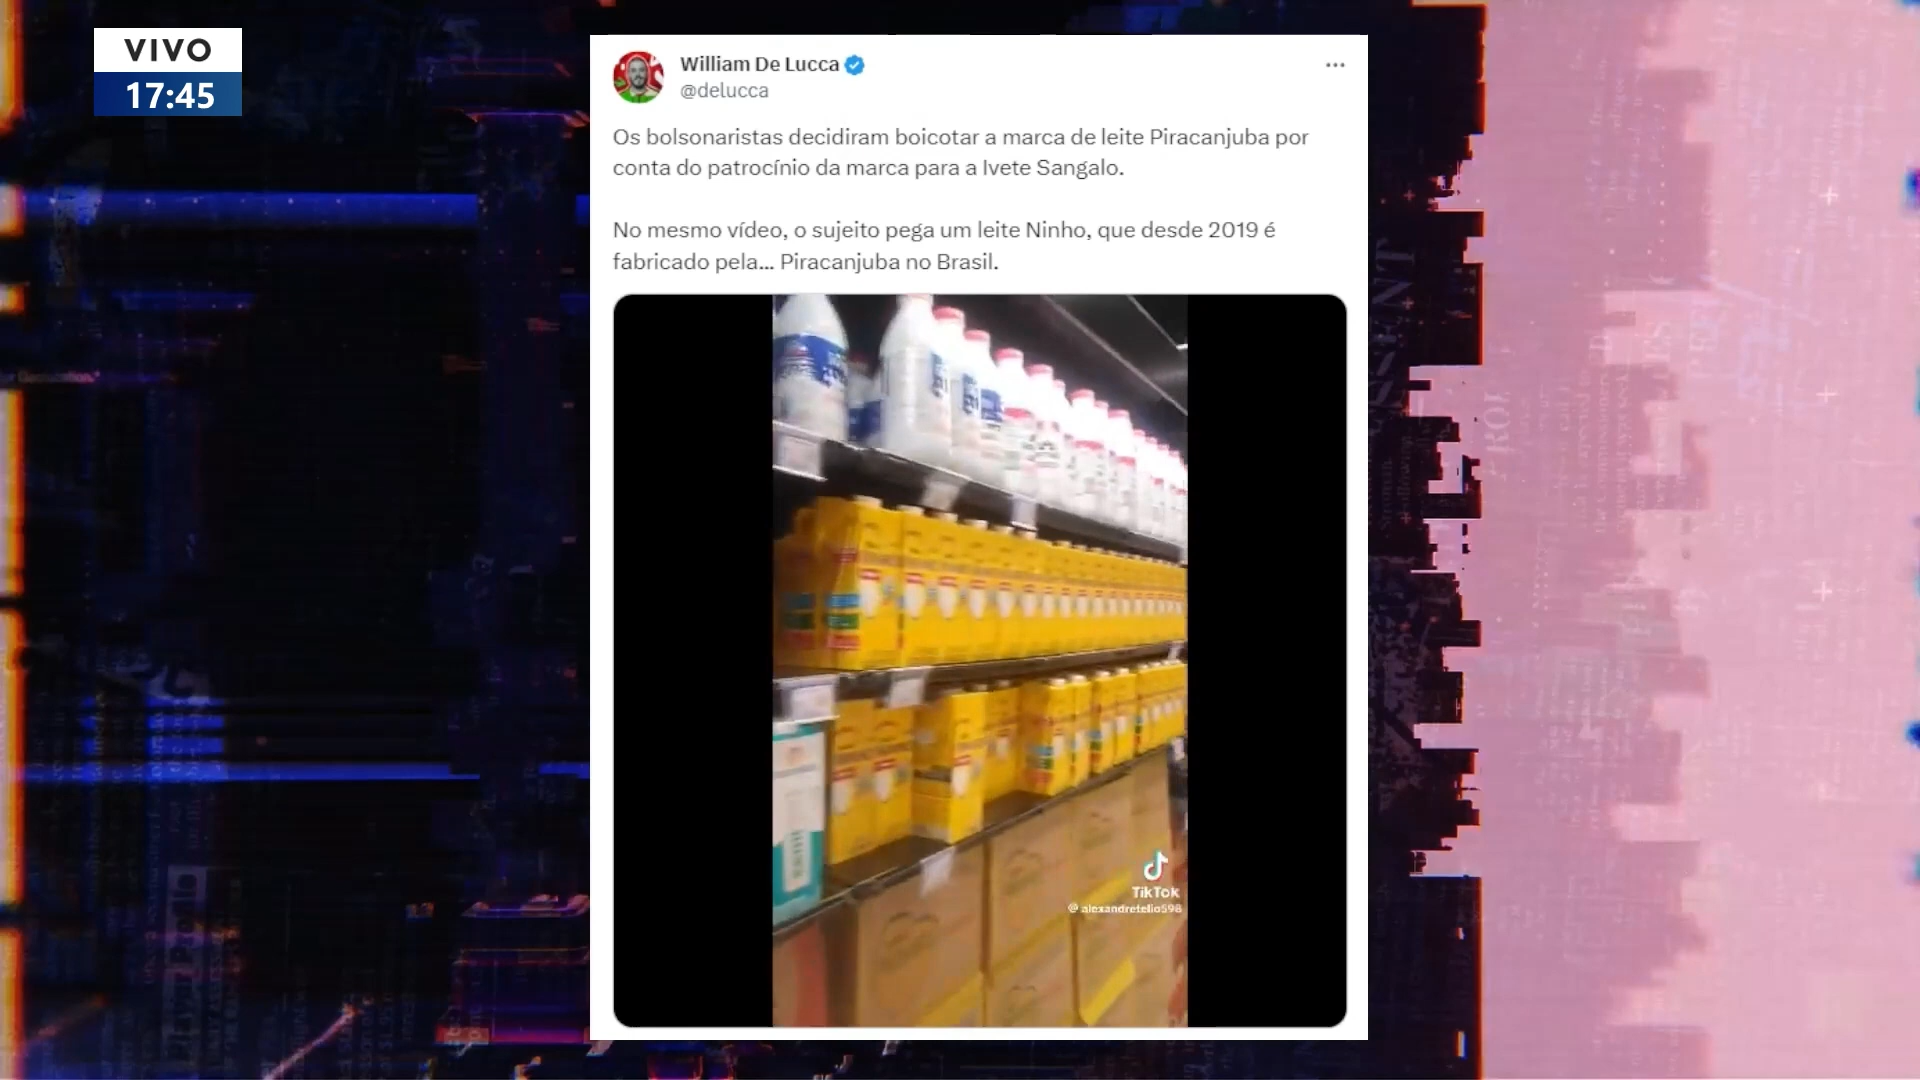 VIVO
17:45
William De Lucca
@delucca
Os bolsonaristas decidiram boicotar a marca de leite Piracanjuba por
conta do patrocínio da marca para a Ivete Sangalo.
No mesmo vídeo, o sujeito pega um leite Ninho, que desde 2019 é
fabricado pela... Piracanjuba no Brasil.
TikTok
@alexandretelio598